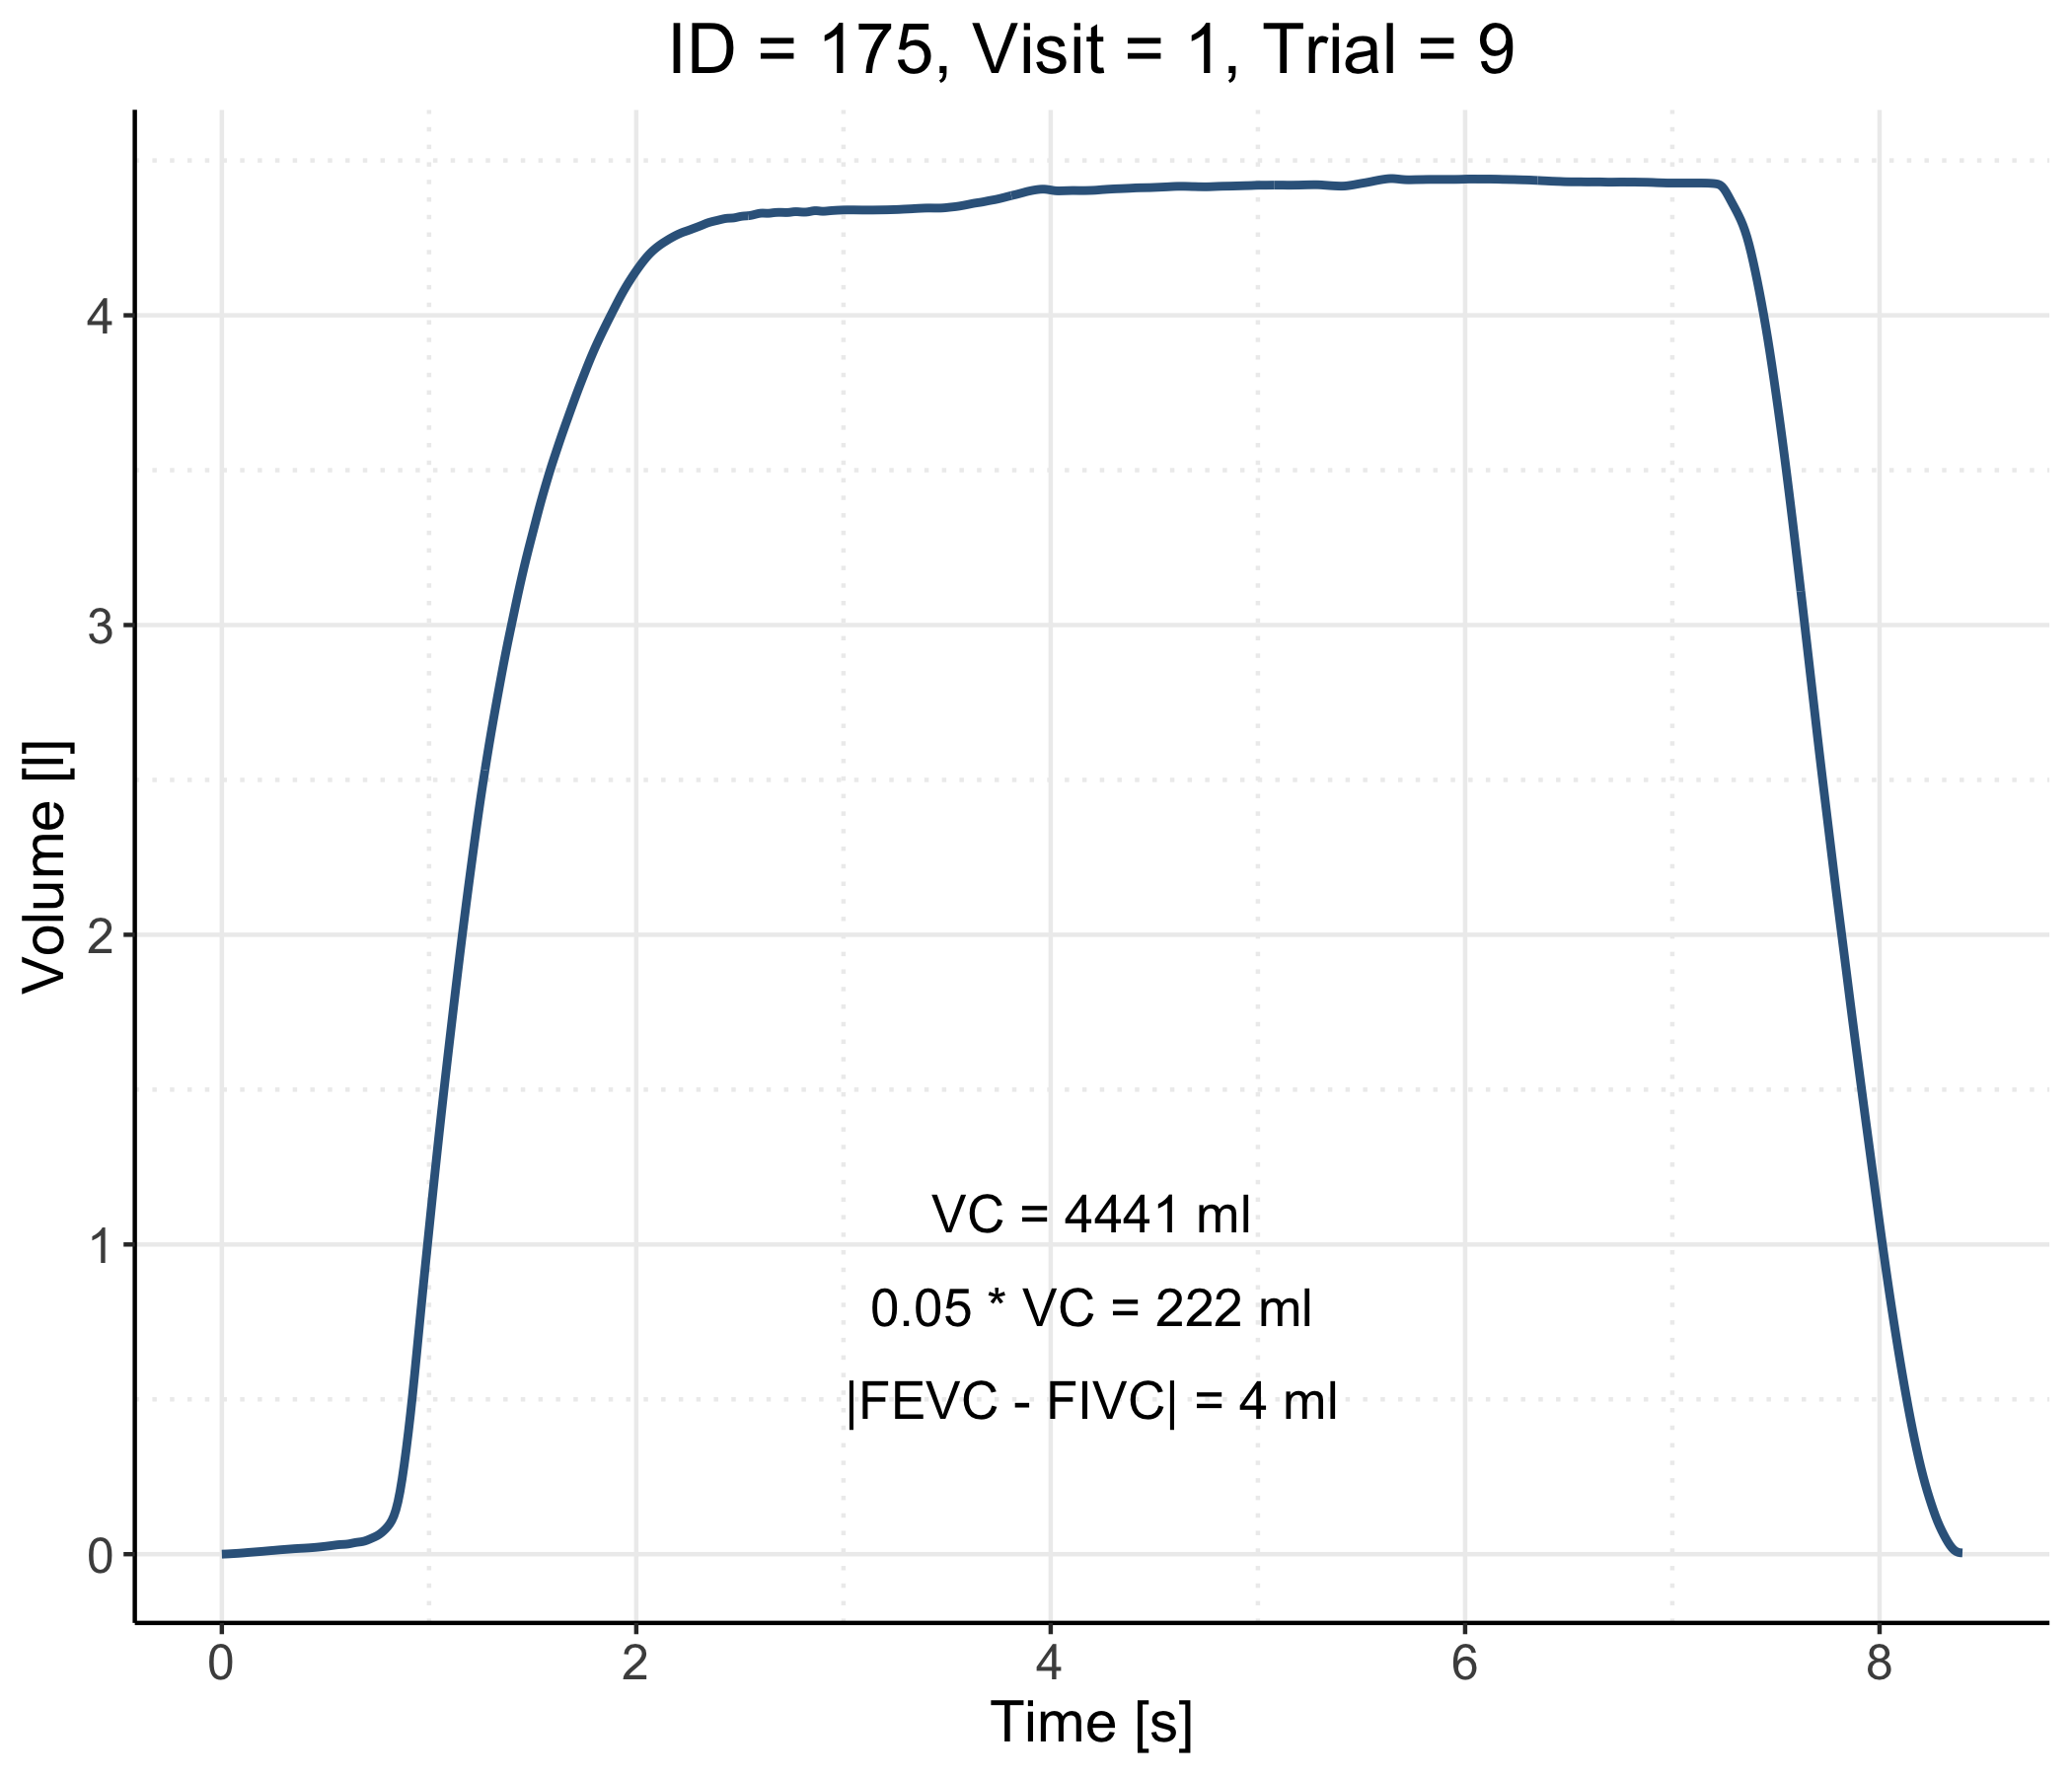 ID = 175, Visit = 1, Trial = 9
Volume [l]
4
3
2
1
0
VC = 4441 ml
0.05 * VC = 222 ml
|FEVC - FIVC| = 4 ml
0 2 4 6 8
Time [s]